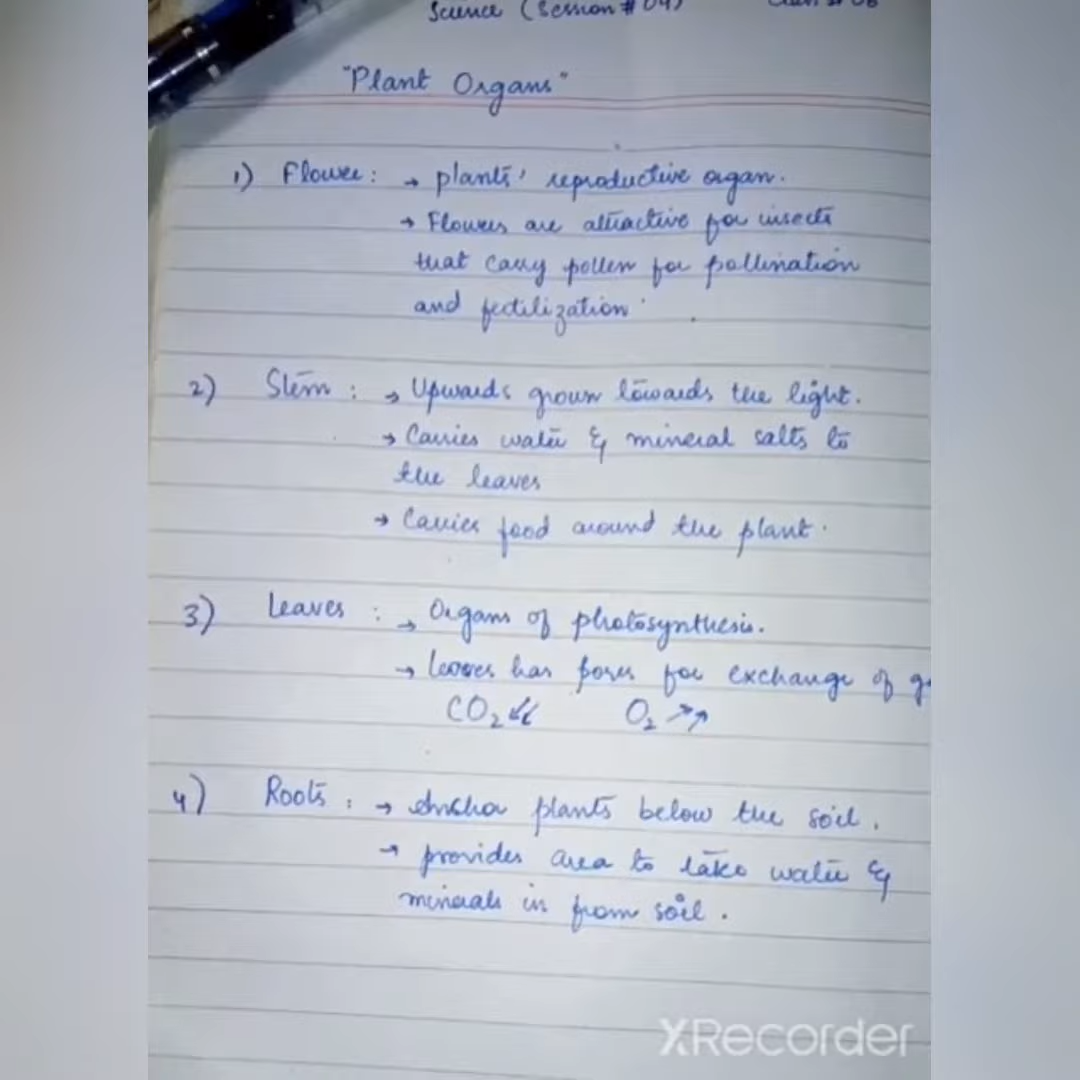 Science (Session # 04)
"Plant Organs"
1) Flower : → plants' reproductive organ.
→ Flowers are attractive for insects
that carry pollen for pollination
and fertilization
2) Stem : → Upwards grown towards the light.
→ Carries water & mineral salts to
the leaves
→ Carries food around the plant.
3) Leaves : → Organs of photosynthesis.
→ leaves has pores for exchange of
CO2 ↙↙ O2 ↗↗
4) Roots : → Anchor plants below the soil.
→ provides area to take water &
minerals in from soil.
XRecorder